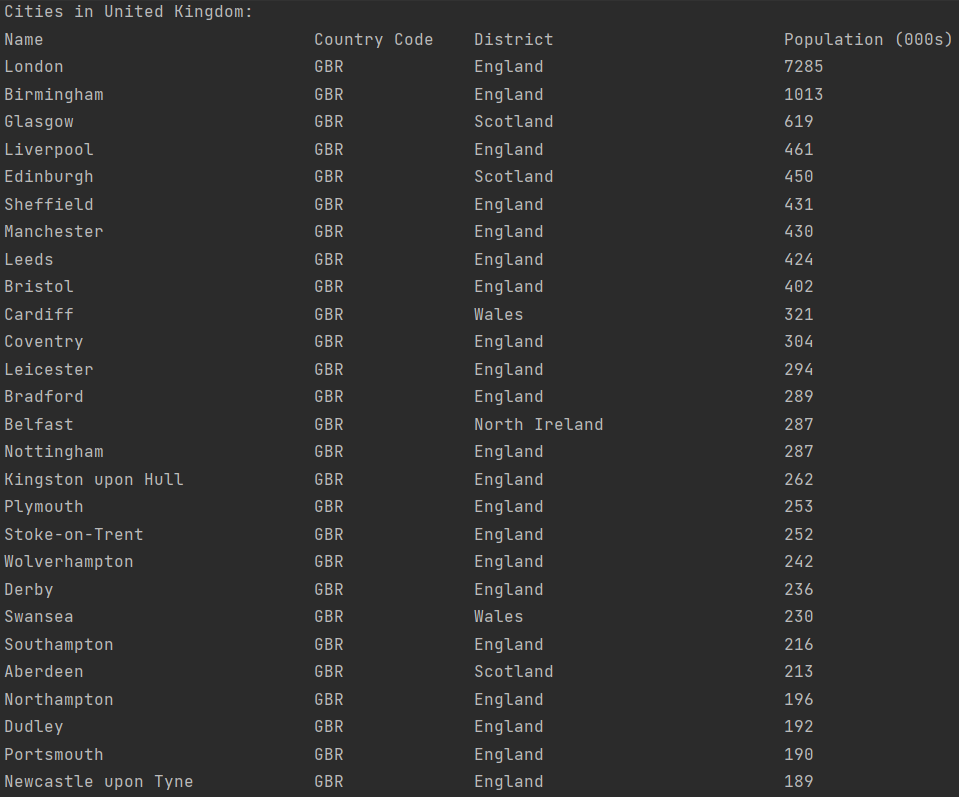 Cities in United Kingdom:
Name Country Code District Population (000s)
London GBR England 7285
Birmingham GBR England 1013
Glasgow GBR Scotland 619
Liverpool GBR England 461
Edinburgh GBR Scotland 450
Sheffield GBR England 431
Manchester GBR England 430
Leeds GBR England 424
Bristol GBR England 402
Cardiff GBR Wales 321
Coventry GBR England 304
Leicester GBR England 294
Bradford GBR England 289
Belfast GBR North Ireland 287
Nottingham GBR England 287
Kingston upon Hull GBR England 262
Plymouth GBR England 253
Stoke-on-Trent GBR England 252
Wolverhampton GBR England 242
Derby GBR England 236
Swansea GBR Wales 230
Southampton GBR England 216
Aberdeen GBR Scotland 213
Northampton GBR England 196
Dudley GBR England 192
Portsmouth GBR England 190
Newcastle upon Tyne GBR England 189